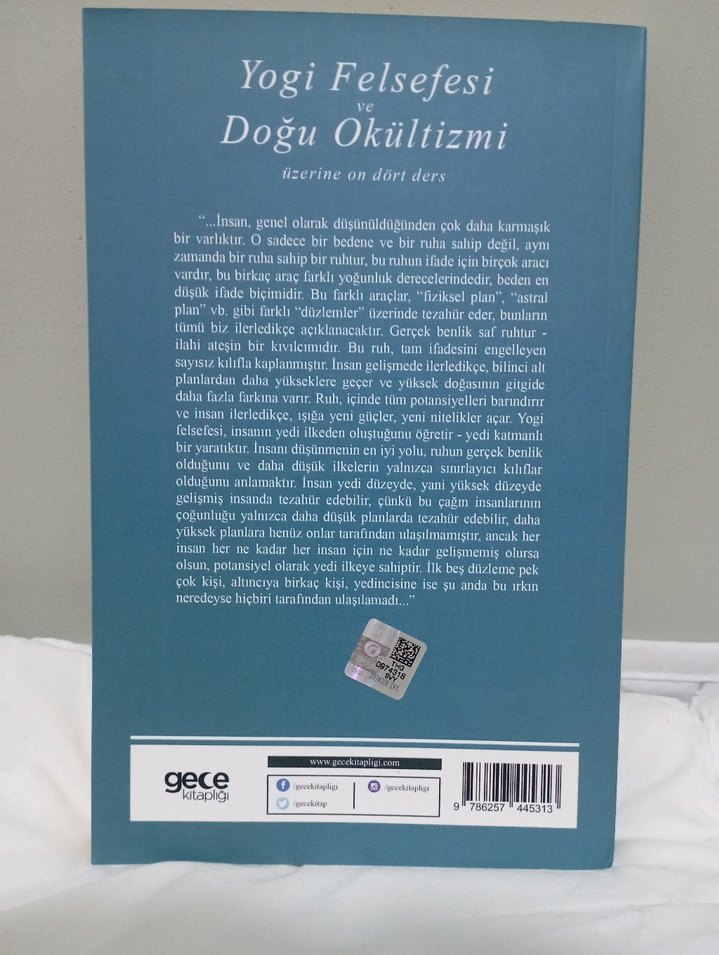 Yogi Felsefesi
ve
Doğu Okültizmi
üzerine on dört ders
“...İnsan, genel olarak düşünüldüğünden çok daha karmaşık
bir varlıktır. O sadece bir bedene ve bir ruha sahip değil, aynı
zamanda bir ruha sahip bir ruhtur, bu ruhun ifade için birçok aracı
vardır, bu birkaç araç farklı yoğunluk derecelerindedir, beden en
düşük ifade biçimidir. Bu farklı araçlar, “fiziksel plan”, “astral
plan” vb. gibi farklı “düzlemler” üzerinde tezahür eder, bunların
tümü biz ilerledikçe açıklanacaktır. Gerçek benlik saf ruhtur -
ilahi ateşin bir kıvılcımıdır. Bu ruh, tam ifadesini engelleyen
sayısız kılıfla kaplanmıştır. İnsan gelişmede ilerledikçe, bilinci alt
planlardan daha yükseklere geçer ve yüksek doğasının gitgide
daha fazla farkına varır. Ruh, içinde tüm potansiyelleri barındırır
ve insan ilerledikçe, ışığa yeni güçler, yeni nitelikler açar. Yogi
felsefesi, insanın yedi ilkeden oluştuğunu öğretir - yedi katmanlı
bir yaratıktır. İnsanı düşünmenin en iyi yolu, ruhun gerçek benlik
olduğunu ve daha düşük ilkelerin yalnızca sınırlayıcı kılıflar
olduğunu anlamaktır. İnsan yedi düzeyde, yani yüksek düzeyde
gelişmiş insanda tezahür edebilir, çünkü bu çağın insanlarının
çoğunluğu yalnızca daha düşük planlarda tezahür edebilir, daha
yüksek planlara henüz onlar tarafından ulaşılmamıştır, ancak her
insan her ne kadar her insan için ne kadar gelişmemiş olursa
olsun, potansiyel olarak yedi ilkeye sahiptir. İlk beş düzleme pek
çok kişi, altıncıya birkaç kişi, yedincisine ise şu anda bu ırkın
neredeyse hiçbiri tarafından ulaşılamadı...”
THG
0974318
SVY
THG 0974318 SVY
gece
kitaplığı
www.gecekitapligi.com
/gecekitapligi
/gecekitap
/gecekitapligi
9 786257 445313